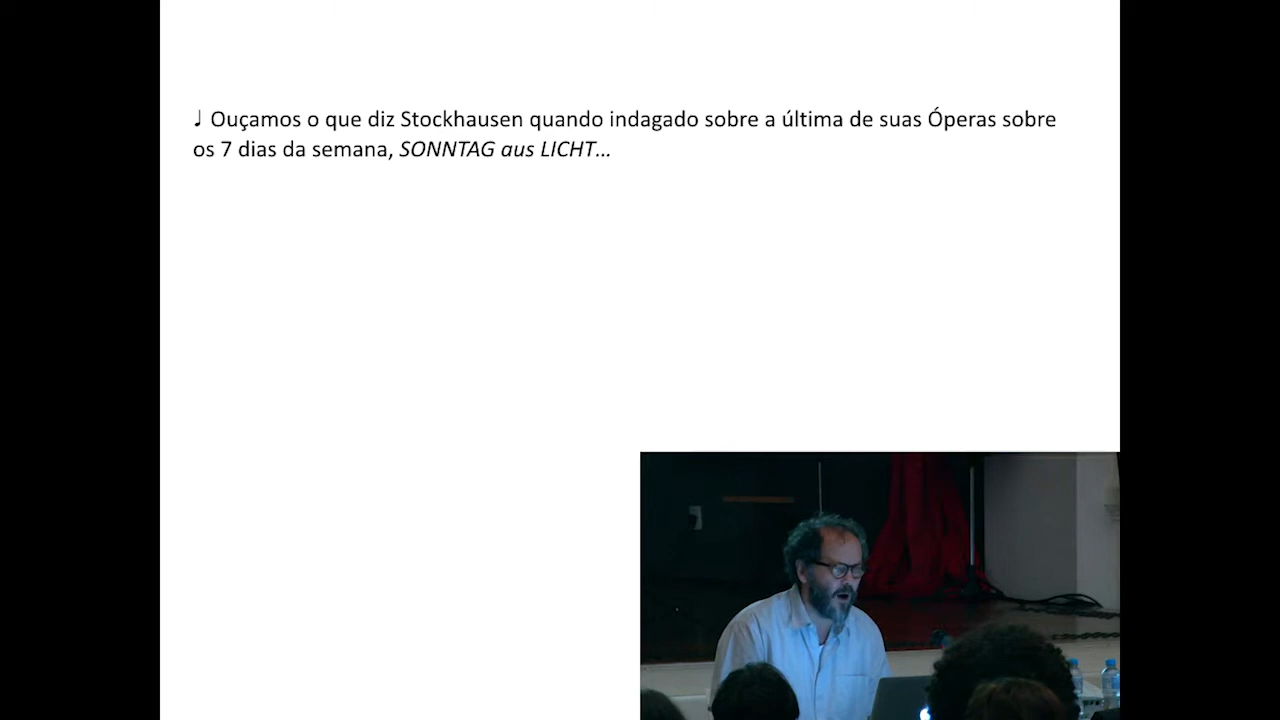 ♩ Ouçamos o que diz Stockhausen quando indagado sobre a última de suas Óperas sobre
os 7 dias da semana, SONNTAG aus LICHT...